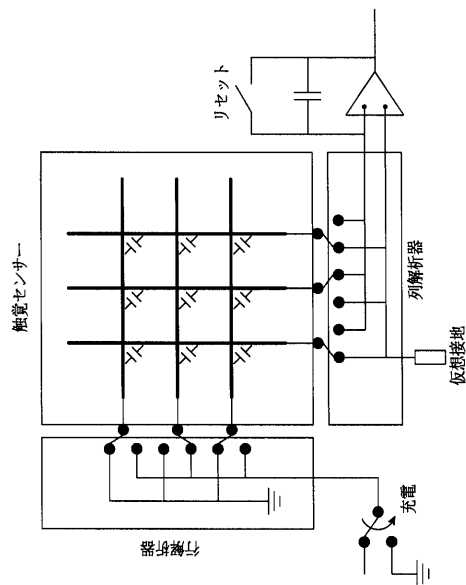 リセット
触覚センサー
列解析器
仮想接地
行解析器
充電